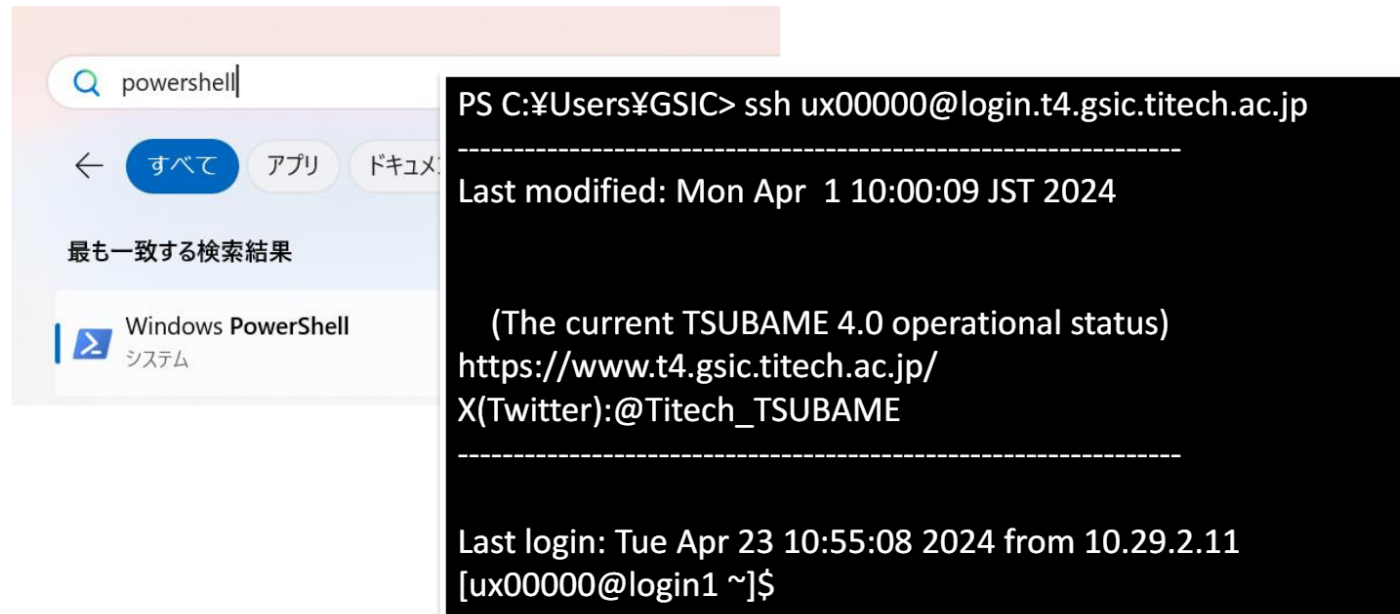 powershell
すべて アプリ ドキュメ
最も一致する検索結果
Windows PowerShell
システム
PS C:¥Users¥GSIC> ssh ux00000@login.t4.gsic.titech.ac.jp
-----------------------------------------------------------------
Last modified: Mon Apr  1 10:00:09 JST 2024
(The current TSUBAME 4.0 operational status)
https://www.t4.gsic.titech.ac.jp/
X(Twitter):@Titech_TSUBAME
-----------------------------------------------------------------
Last login: Tue Apr 23 10:55:08 2024 from 10.29.2.11
[ux00000@login1 ~]$